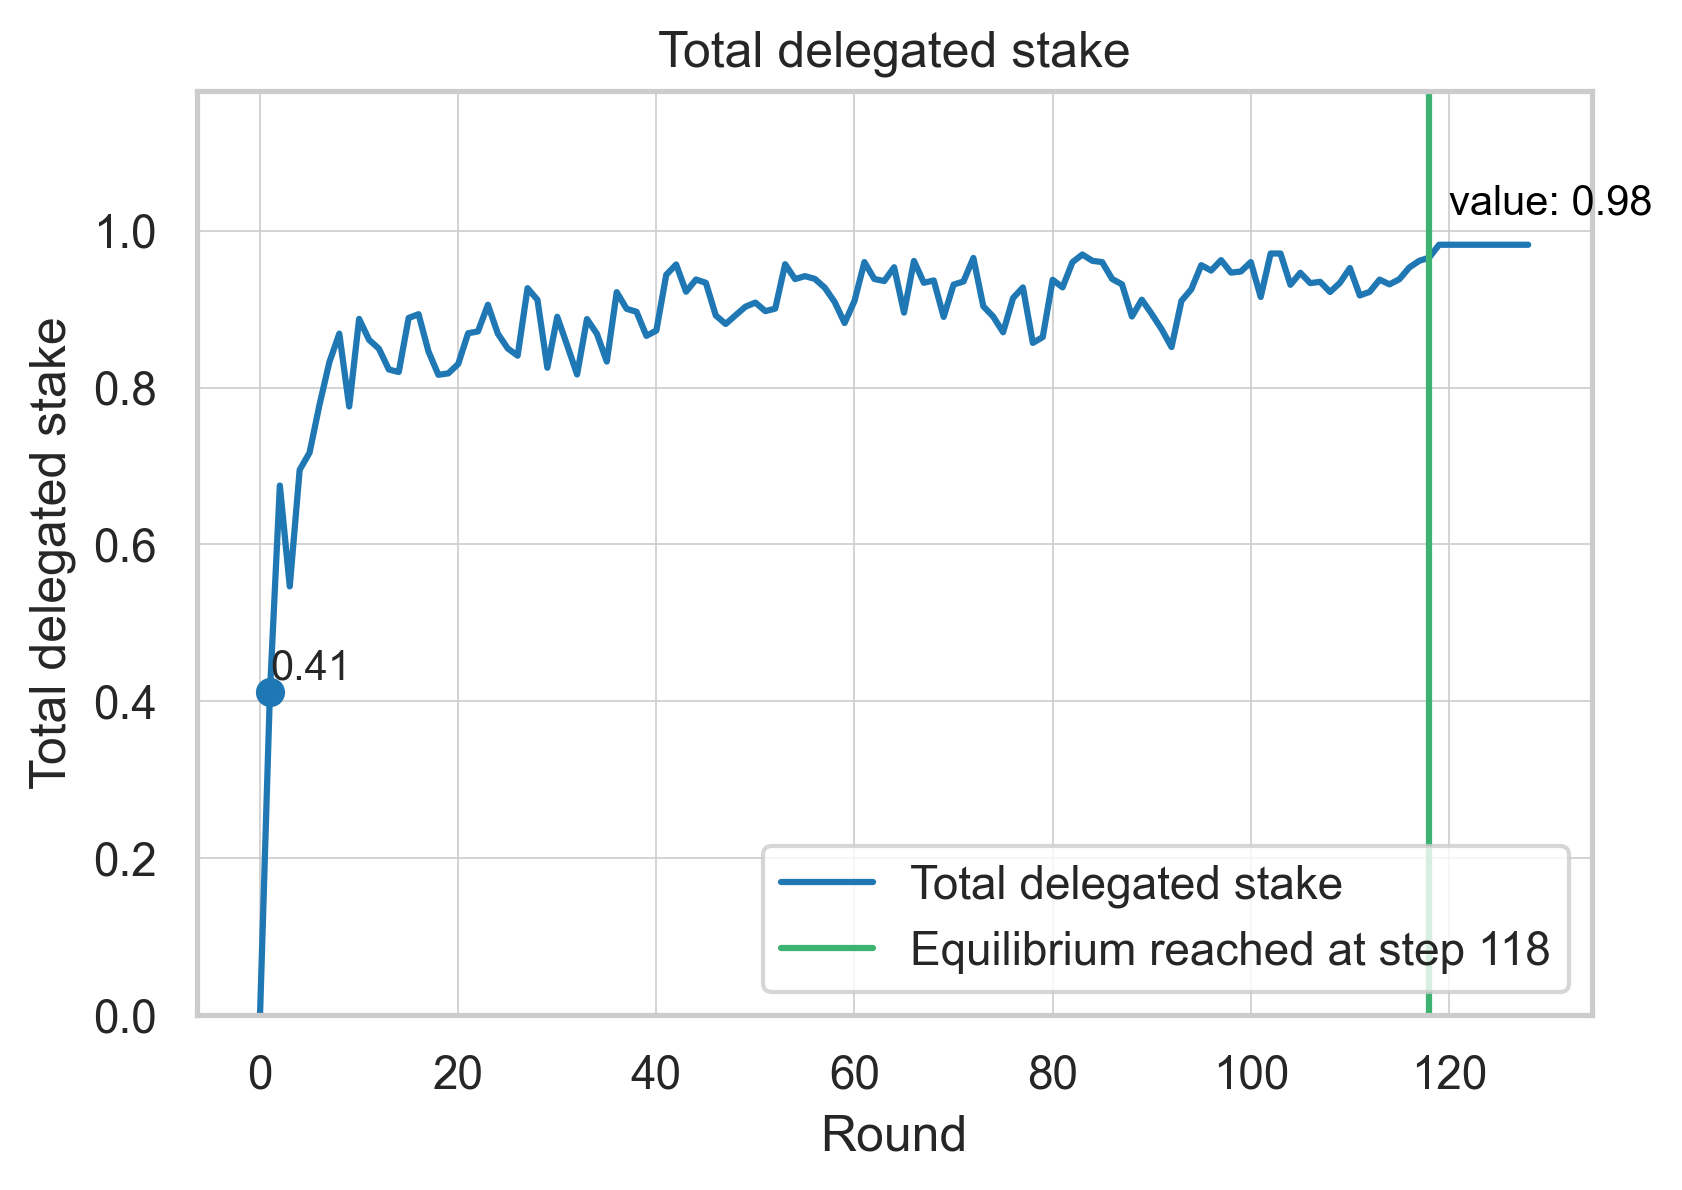 Total delegated stake
value: 0.98
1.0
0.8
0.6
0.41
0.4
0.2
0.0
Total delegated stake
Total delegated stake
Equilibrium reached at step 118
0 20 40 60 80 100 120
Round